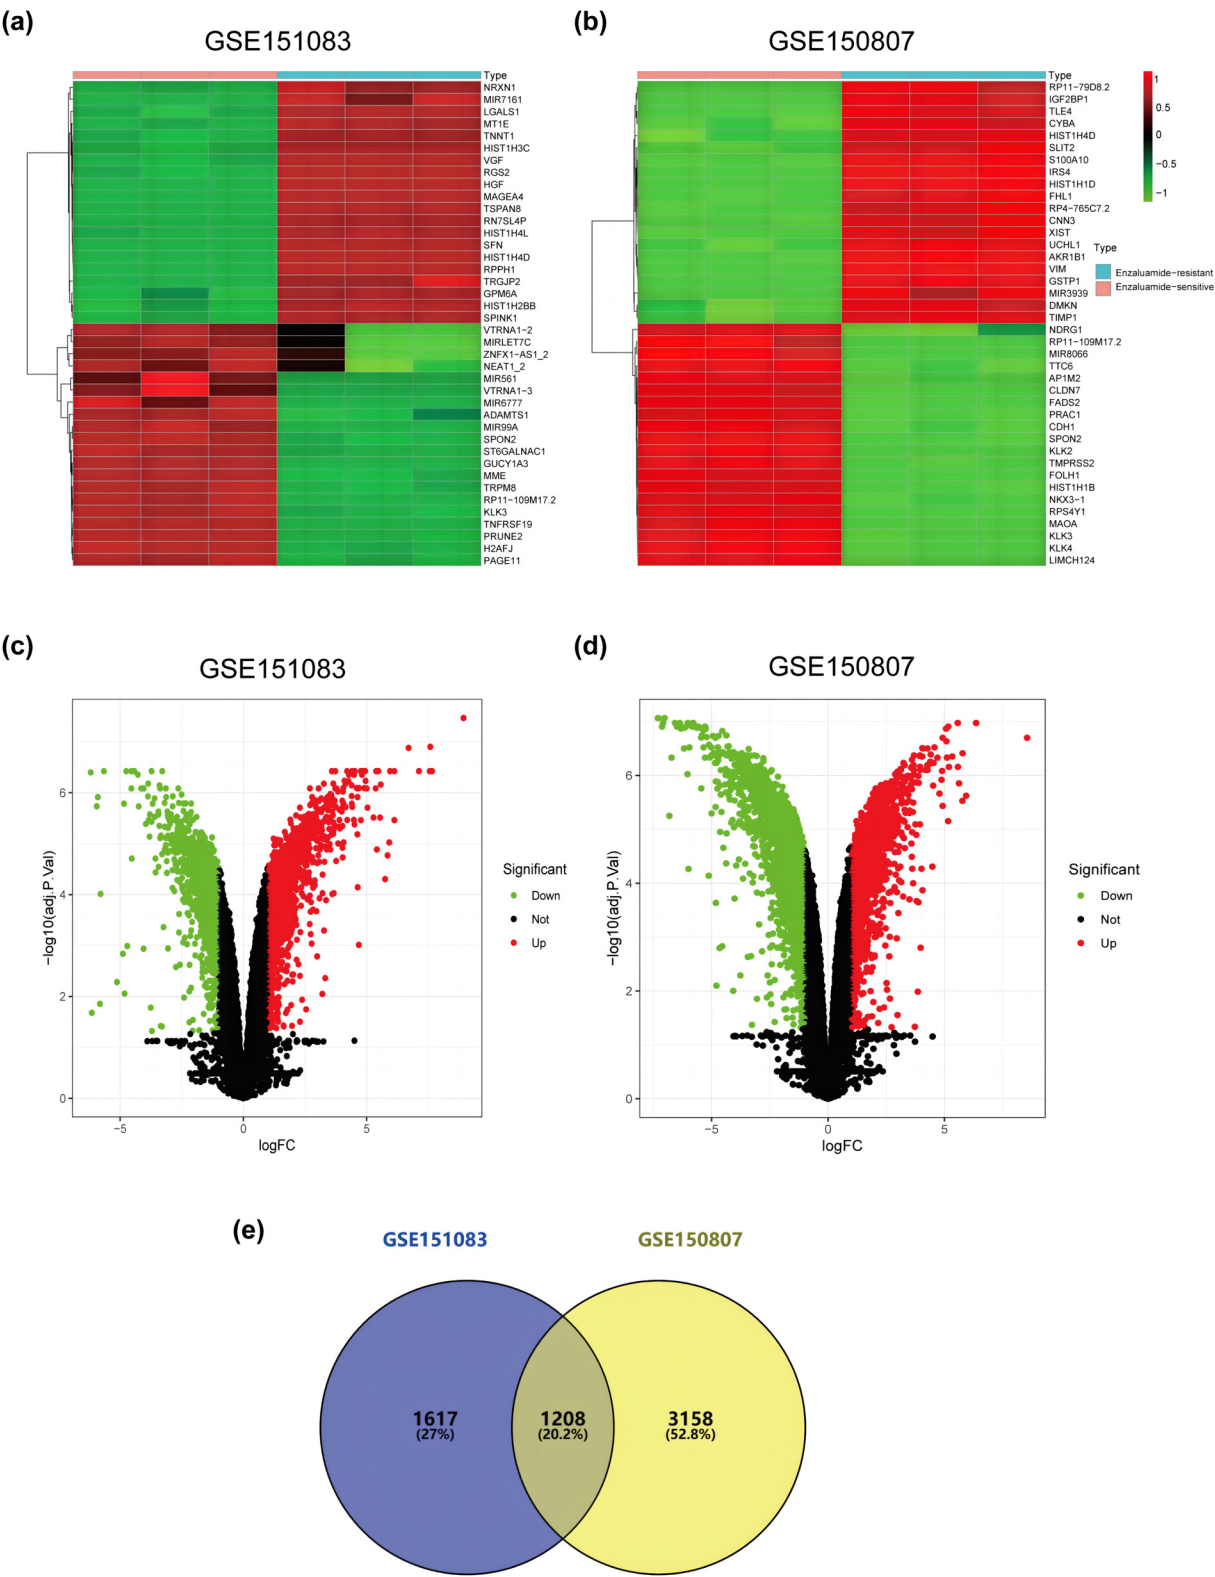 (a)
GSE151083
Type
NRXN1
MIR7161
LGALS1
MT1E
TNNT1
HIST1H3C
VGF
RGS2
HGF
MAGEA4
TSPAN8
RN7SL4P
HIST1H4L
SFN
HIST1H4D
RPPH1
TRGJP2
GPM6A
HIST1H2BB
SPINK1
VTRNA1-2
MIRLET7C
ZNFX1-AS1_2
NEAT1_2
MIR561
VTRNA1-3
MIR6777
ADAMTS1
MIR99A
SPON2
ST6GALNAC1
GUCY1A3
MME
TRPM8
RP11-109M17.2
KLK3
TNFRSF19
PRUNE2
H2AFJ
PAGE11
(b)
GSE150807
Type
RP11-79D8.2
IGF2BP1
TLE4
CYBA
HIST1H4D
SLIT2
S100A10
IRS4
HIST1H1D
FHL1
RP4-765C7.2
CNN3
XIST
UCHL1
AKR1B1
VIM
GSTP1
MIR3939
DMKN
TIMP1
NDRG1
RP11-109M17.2
MIR8066
TTC6
AP1M2
CLDN7
FADS2
PRAC1
CDH1
SPON2
KLK2
TMPRSS2
FOLH1
HIST1H1B
NKX3-1
RPS4Y1
MAOA
KLK3
KLK4
LIMCH124
1
0.5
0
−0.5
−1
Type
Enzaluamide-resistant
Enzaluamide-sensitive
(c)
GSE151083
−log10(adj.P.Val)
6
4
2
0
−5
0
5
logFC
Significant
Down
Not
Up
(d)
GSE150807
−log10(adj.P.Val)
6
4
2
0
−5
0
5
logFC
Significant
Down
Not
Up
(e)
GSE151083
GSE150807
1617
(27%)
1208
(20.2%)
3158
(52.8%)